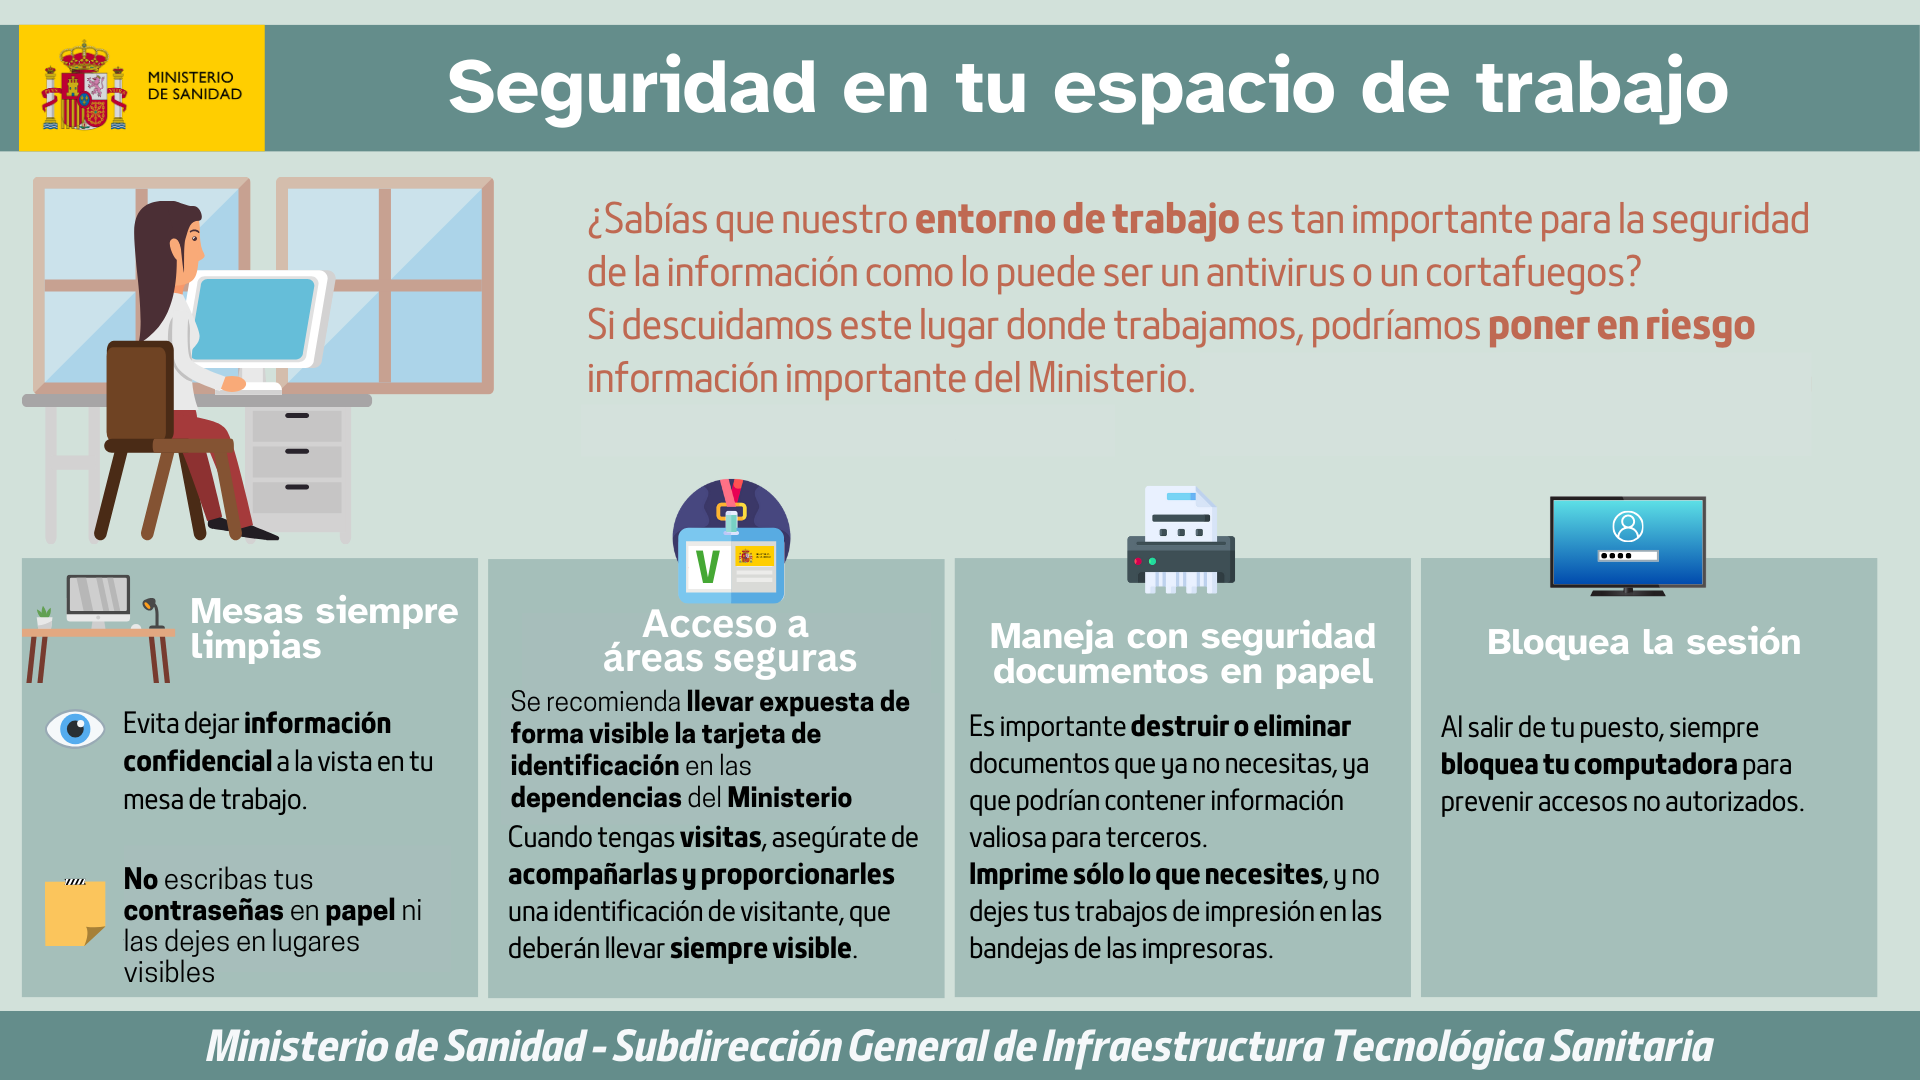 MINISTERIO
DE SANIDAD
Seguridad en tu espacio de trabajo
¿Sabías que nuestro entorno de trabajo es tan importante para la seguridad
de la información como lo puede ser un antivirus o un cortafuegos?
Si descuidamos este lugar donde trabajamos, podríamos poner en riesgo
información importante del Ministerio.
Mesas siempre
limpias
Evita dejar información
confidencial a la vista en tu
mesa de trabajo.
No escribas tus
contraseñas en papel ni
las dejes en lugares
visibles
V
Acceso a
áreas seguras
Se recomienda llevar expuesta de
forma visible la tarjeta de
identificación en las
dependencias del Ministerio
Cuando tengas visitas, asegúrate de
acompañarlas y proporcionarles
una identificación de visitante, que
deberán llevar siempre visible.
Maneja con seguridad
documentos en papel
Es importante destruir o eliminar
documentos que ya no necesitas, ya
que podrían contener información
valiosa para terceros.
Imprime sólo lo que necesites, y no
dejes tus trabajos de impresión en las
bandejas de las impresoras.
Bloquea la sesión
Al salir de tu puesto, siempre
bloquea tu computadora para
prevenir accesos no autorizados.
Ministerio de Sanidad - Subdirección General de Infraestructura Tecnológica Sanitaria